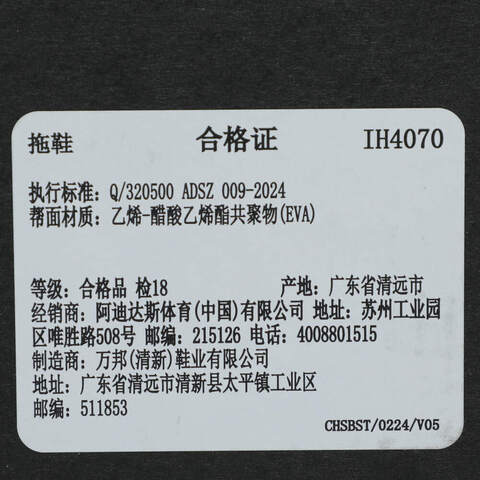 拖鞋 合格证 IH4070
执行标准: Q/320500 ADSZ 009-2024
帮面材质: 乙烯-醋酸乙烯酯共聚物(EVA)
等级: 合格品 检18 产地: 广东省清远市
经销商: 阿迪达斯体育(中国)有限公司 地址: 苏州工业园
区唯胜路508号 邮编: 215126 电话: 4008801515
制造商: 万邦(清新)鞋业有限公司
地址: 广东省清远市清新县太平镇工业区
邮编: 511853
CHSBST/0224/V05